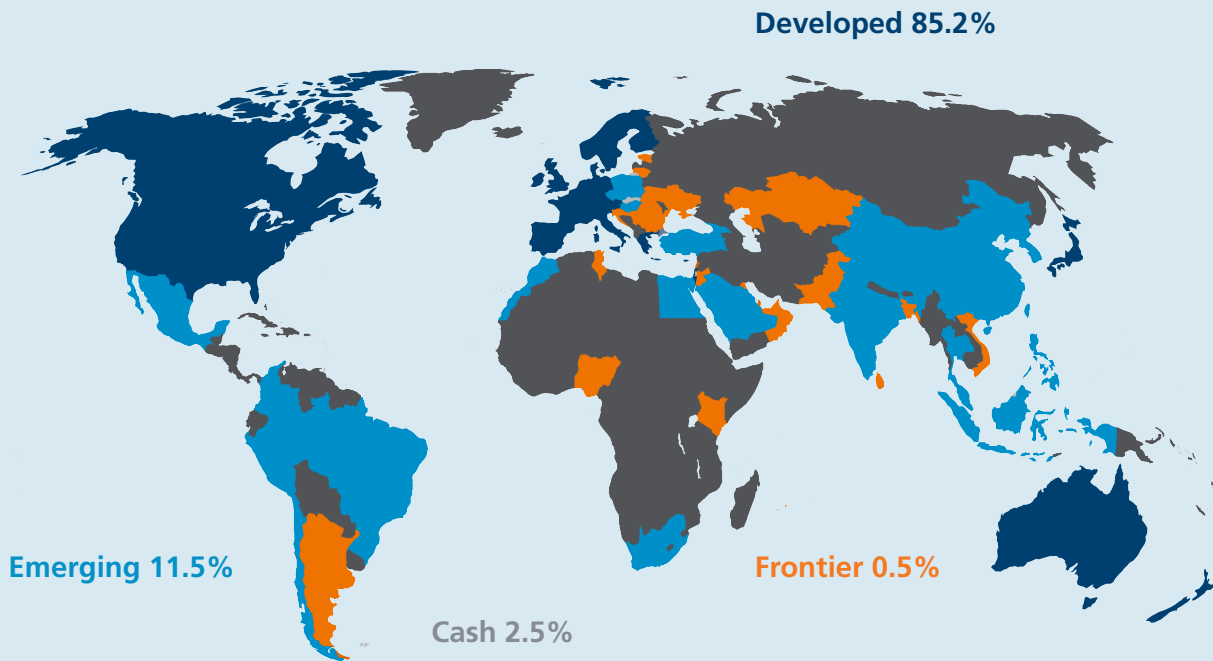 Developed 85.2%
Emerging 11.5%
Frontier 0.5%
Cash 2.5%